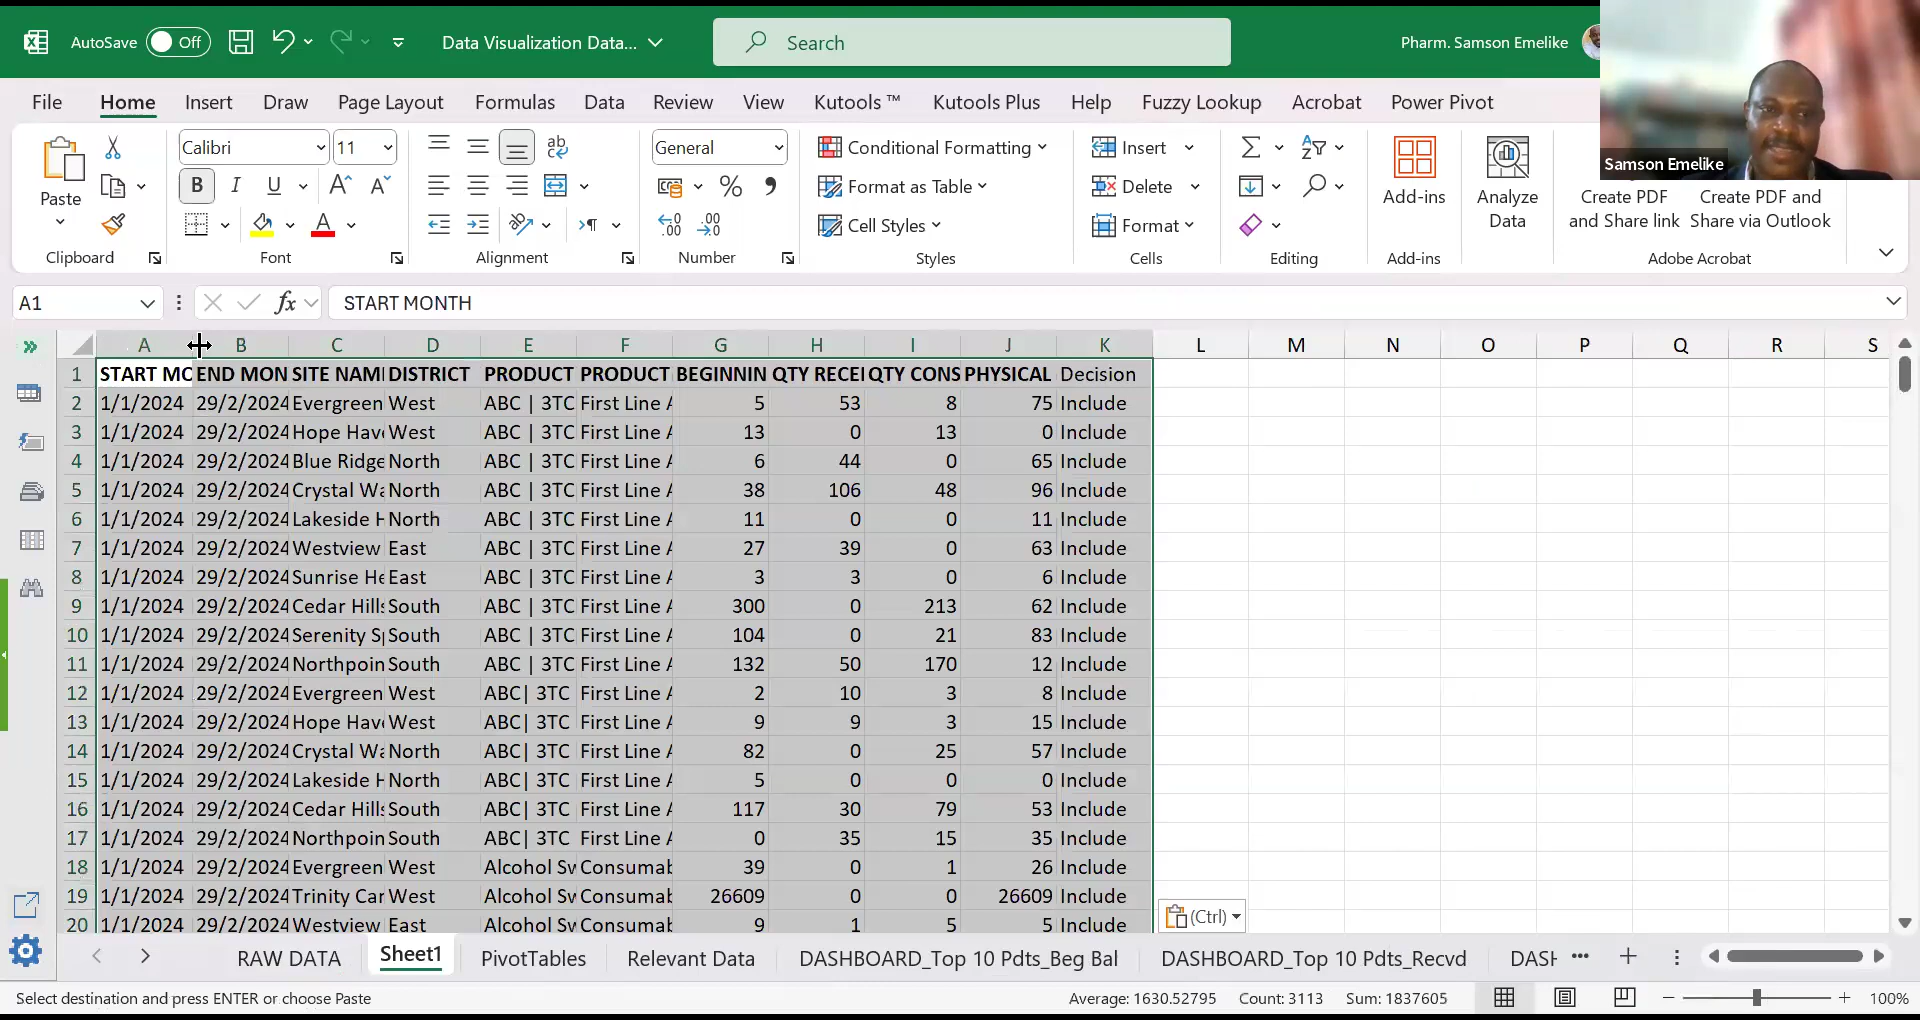 AutoSave Off Data Visualization Data... Search Pharm. Samson Emelike
File Home Insert Draw Page Layout Formulas Data Review View Kutools ™ Kutools Plus Help Fuzzy Lookup Acrobat Power Pivot
Samson Emelike
Paste Calibri 11 General Conditional Formatting Insert
B I U Format as Table Delete Add-ins Analyze Data Create PDF and Share link Create PDF and Share via Outlook
Cell Styles Format
Clipboard Font Alignment Number Styles Cells Editing Add-ins Adobe Acrobat
A1 fx START MONTH
A B C D E F G H I J K L M N O P Q R S
1 START MO END MON SITE NAM DISTRICT PRODUCT PRODUCT BEGINNIN QTY RECEI QTY CONS PHYSICAL Decision
2 1/1/2024 29/2/2024 Evergreen West ABC | 3TC First Line A 5 53 8 75 Include
3 1/1/2024 29/2/2024 Hope Have West ABC | 3TC First Line A 13 0 13 0 Include
4 1/1/2024 29/2/2024 Blue Ridge North ABC | 3TC First Line A 6 44 0 65 Include
5 1/1/2024 29/2/2024 Crystal Wa North ABC | 3TC First Line A 38 106 48 96 Include
6 1/1/2024 29/2/2024 Lakeside H North ABC | 3TC First Line A 11 0 0 11 Include
7 1/1/2024 29/2/2024 Westview East ABC | 3TC First Line A 27 39 0 63 Include
8 1/1/2024 29/2/2024 Sunrise He East ABC | 3TC First Line A 3 3 0 6 Include
9 1/1/2024 29/2/2024 Cedar Hills South ABC | 3TC First Line A 300 0 213 62 Include
10 1/1/2024 29/2/2024 Serenity Sp South ABC | 3TC First Line A 104 0 21 83 Include
11 1/1/2024 29/2/2024 Northpoin South ABC | 3TC First Line A 132 50 170 12 Include
12 1/1/2024 29/2/2024 Evergreen West ABC| 3TC First Line A 2 10 3 8 Include
13 1/1/2024 29/2/2024 Hope Have West ABC| 3TC First Line A 9 9 3 15 Include
14 1/1/2024 29/2/2024 Crystal Wa North ABC| 3TC First Line A 82 0 25 57 Include
15 1/1/2024 29/2/2024 Lakeside H North ABC| 3TC First Line A 5 0 0 0 Include
16 1/1/2024 29/2/2024 Cedar Hills South ABC| 3TC First Line A 117 30 79 53 Include
17 1/1/2024 29/2/2024 Northpoin South ABC| 3TC First Line A 0 35 15 35 Include
18 1/1/2024 29/2/2024 Evergreen West Alcohol Sw Consumab 39 0 1 26 Include
19 1/1/2024 29/2/2024 Trinity Car West Alcohol Sw Consumab 26609 0 0 26609 Include
20 1/1/2024 29/2/2024 Westview East Alcohol Sw Consumab 9 1 5 5 Include
(Ctrl)
RAW DATA Sheet1 PivotTables Relevant Data DASHBOARD_Top 10 Pdts_Beg Bal DASHBOARD_Top 10 Pdts_Recvd DASH ...
Select destination and press ENTER or choose Paste Average: 1630.52795 Count: 3113 Sum: 1837605 100%